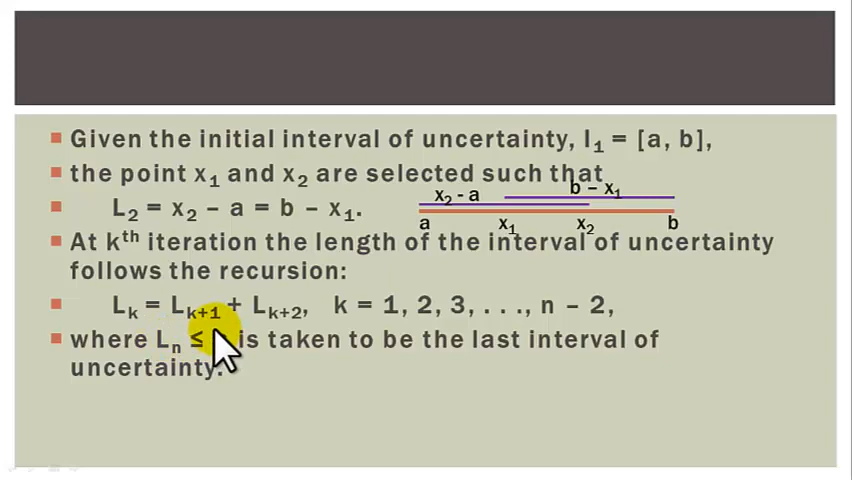 Given the initial interval of uncertainty, I₁ = [a, b],
the point x₁ and x₂ are selected such that
b – x₁
x₂ - a
L₂ = x₂ – a = b – x₁.
a x₁ x₂ b
At kᵗʰ iteration the length of the interval of uncertainty
follows the recursion:
Lₖ = Lₖ₊₁ + Lₖ₊₂, k = 1, 2, 3, . . ., n – 2,
where Lₙ ≤ is taken to be the last interval of
uncertainty.